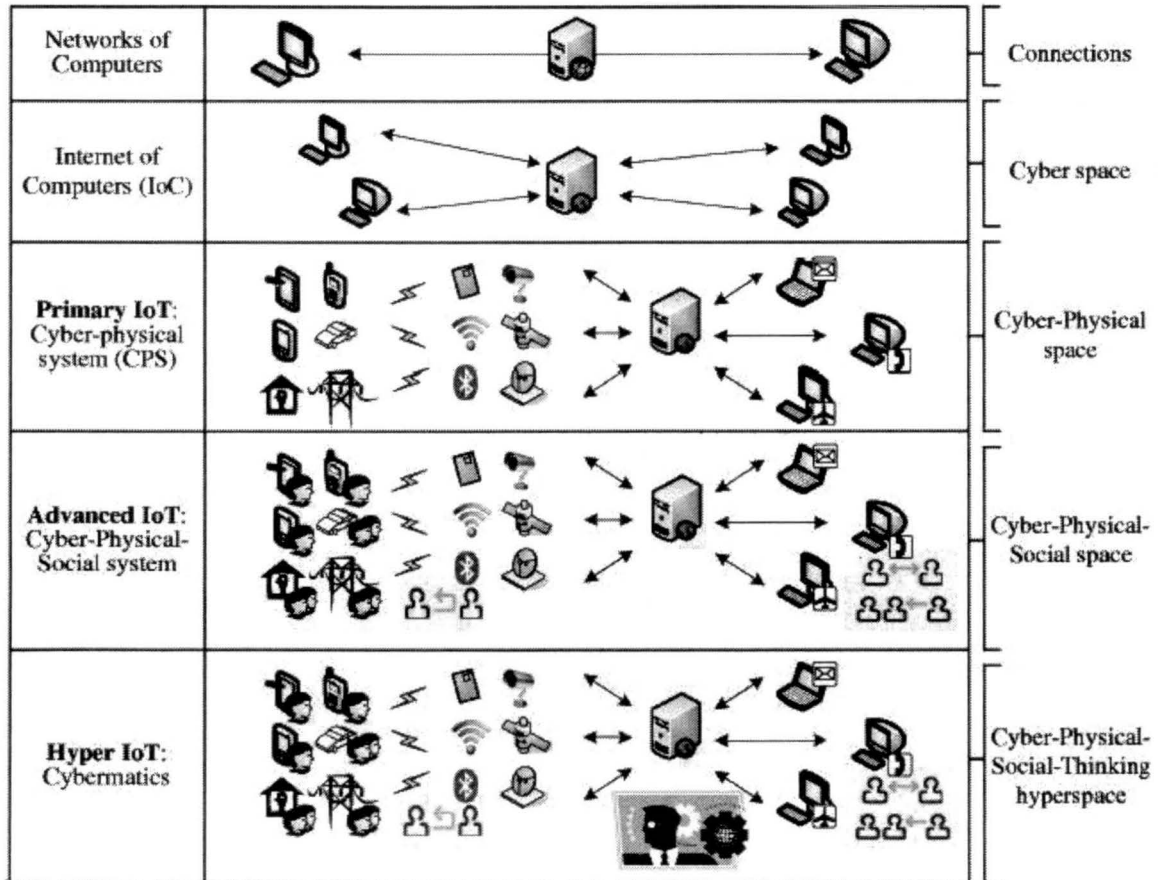 Networks of
Computers
Connections
Internet of
Computers (IoC)
Cyber space
Primary IoT:
Cyber-physical
system (CPS)
Cyber-Physical
space
Advanced IoT:
Cyber-Physical-
Social system
Cyber-Physical-
Social space
Hyper IoT:
Cybermatics
Cyber-Physical-
Social-Thinking
hyperspace